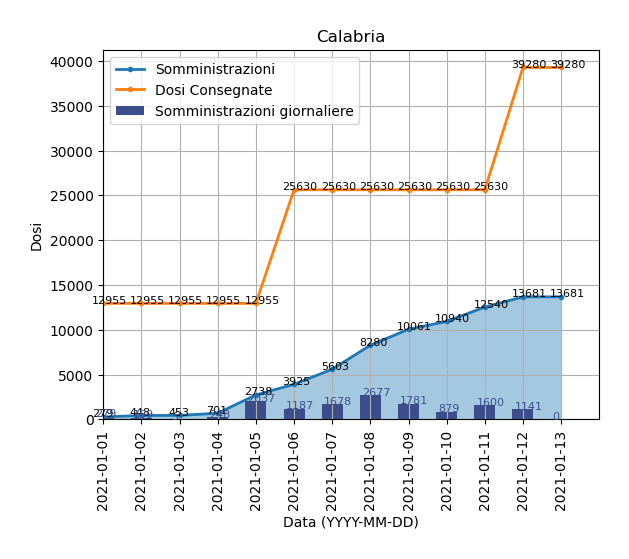 Calabria
Somministrazioni
Dosi Consegnate
Somministrazioni giornaliere
Dosi
40000
35000
30000
25000
20000
15000
10000
5000
0
39280 39280
25630 25630 25630 25630 25630 25630
12955 12955 12955 12955 12955
279 448 453 701 2738 3925 5603 8280 10061 10940 12540 13681 13681
1187 1678 2677 1781 879 1600 1141 0
2021-01-01
2021-01-02
2021-01-03
2021-01-04
2021-01-05
2021-01-06
2021-01-07
2021-01-08
2021-01-09
2021-01-10
2021-01-11
2021-01-12
2021-01-13
Data (YYYY-MM-DD)